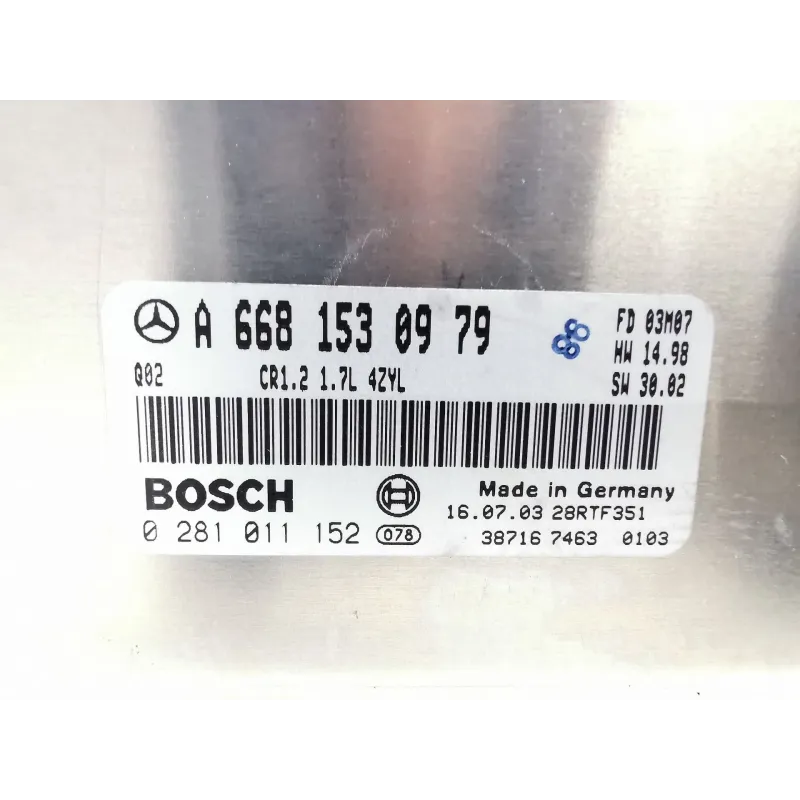 A 668 153 09 79
FD 03M07
HW 14.98
Q02 CR1.2 1.7L 4ZYL
SW 30.02
BOSCH
Made in Germany
16.07.03 28RTF351
0 281 011 152 078
38716 7463 0103